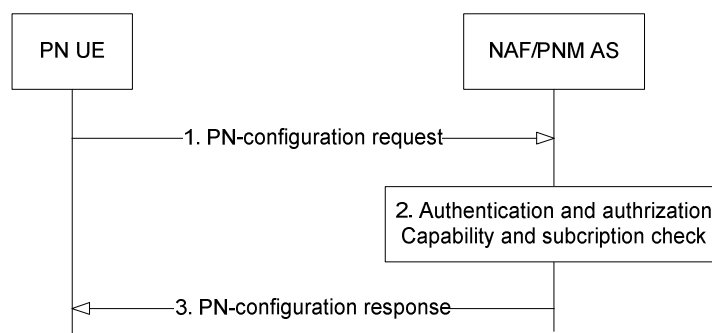 PN UE
NAF/PNM AS
1. PN-configuration request
2. Authentication and authrization
Capability and subcription check
3. PN-configuration response